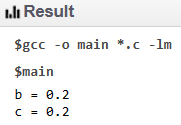 Result
$gcc -o main *.c -lm
$main
b = 0.2
c = 0.2